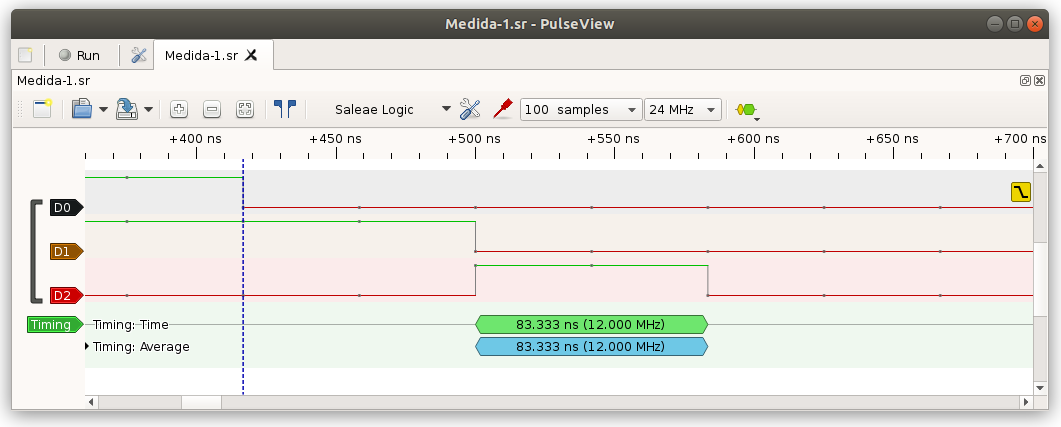 Medida-1.sr - PulseView
Run
Medida-1.sr
Medida-1.sr
Saleae Logic
100 samples
24 MHz
+400 ns +450 ns +500 ns +550 ns +600 ns +650 ns +700 ns
D0
D1
D2
Timing
Timing: Time
83.333 ns (12.000 MHz)
Timing: Average
83.333 ns (12.000 MHz)